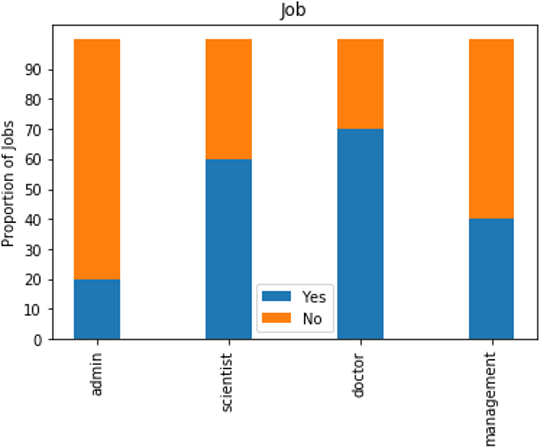 Job
Proportion of Jobs
90
80
70
60
50
40
30
20
10
0
Yes
No
admin
scientist
doctor
management